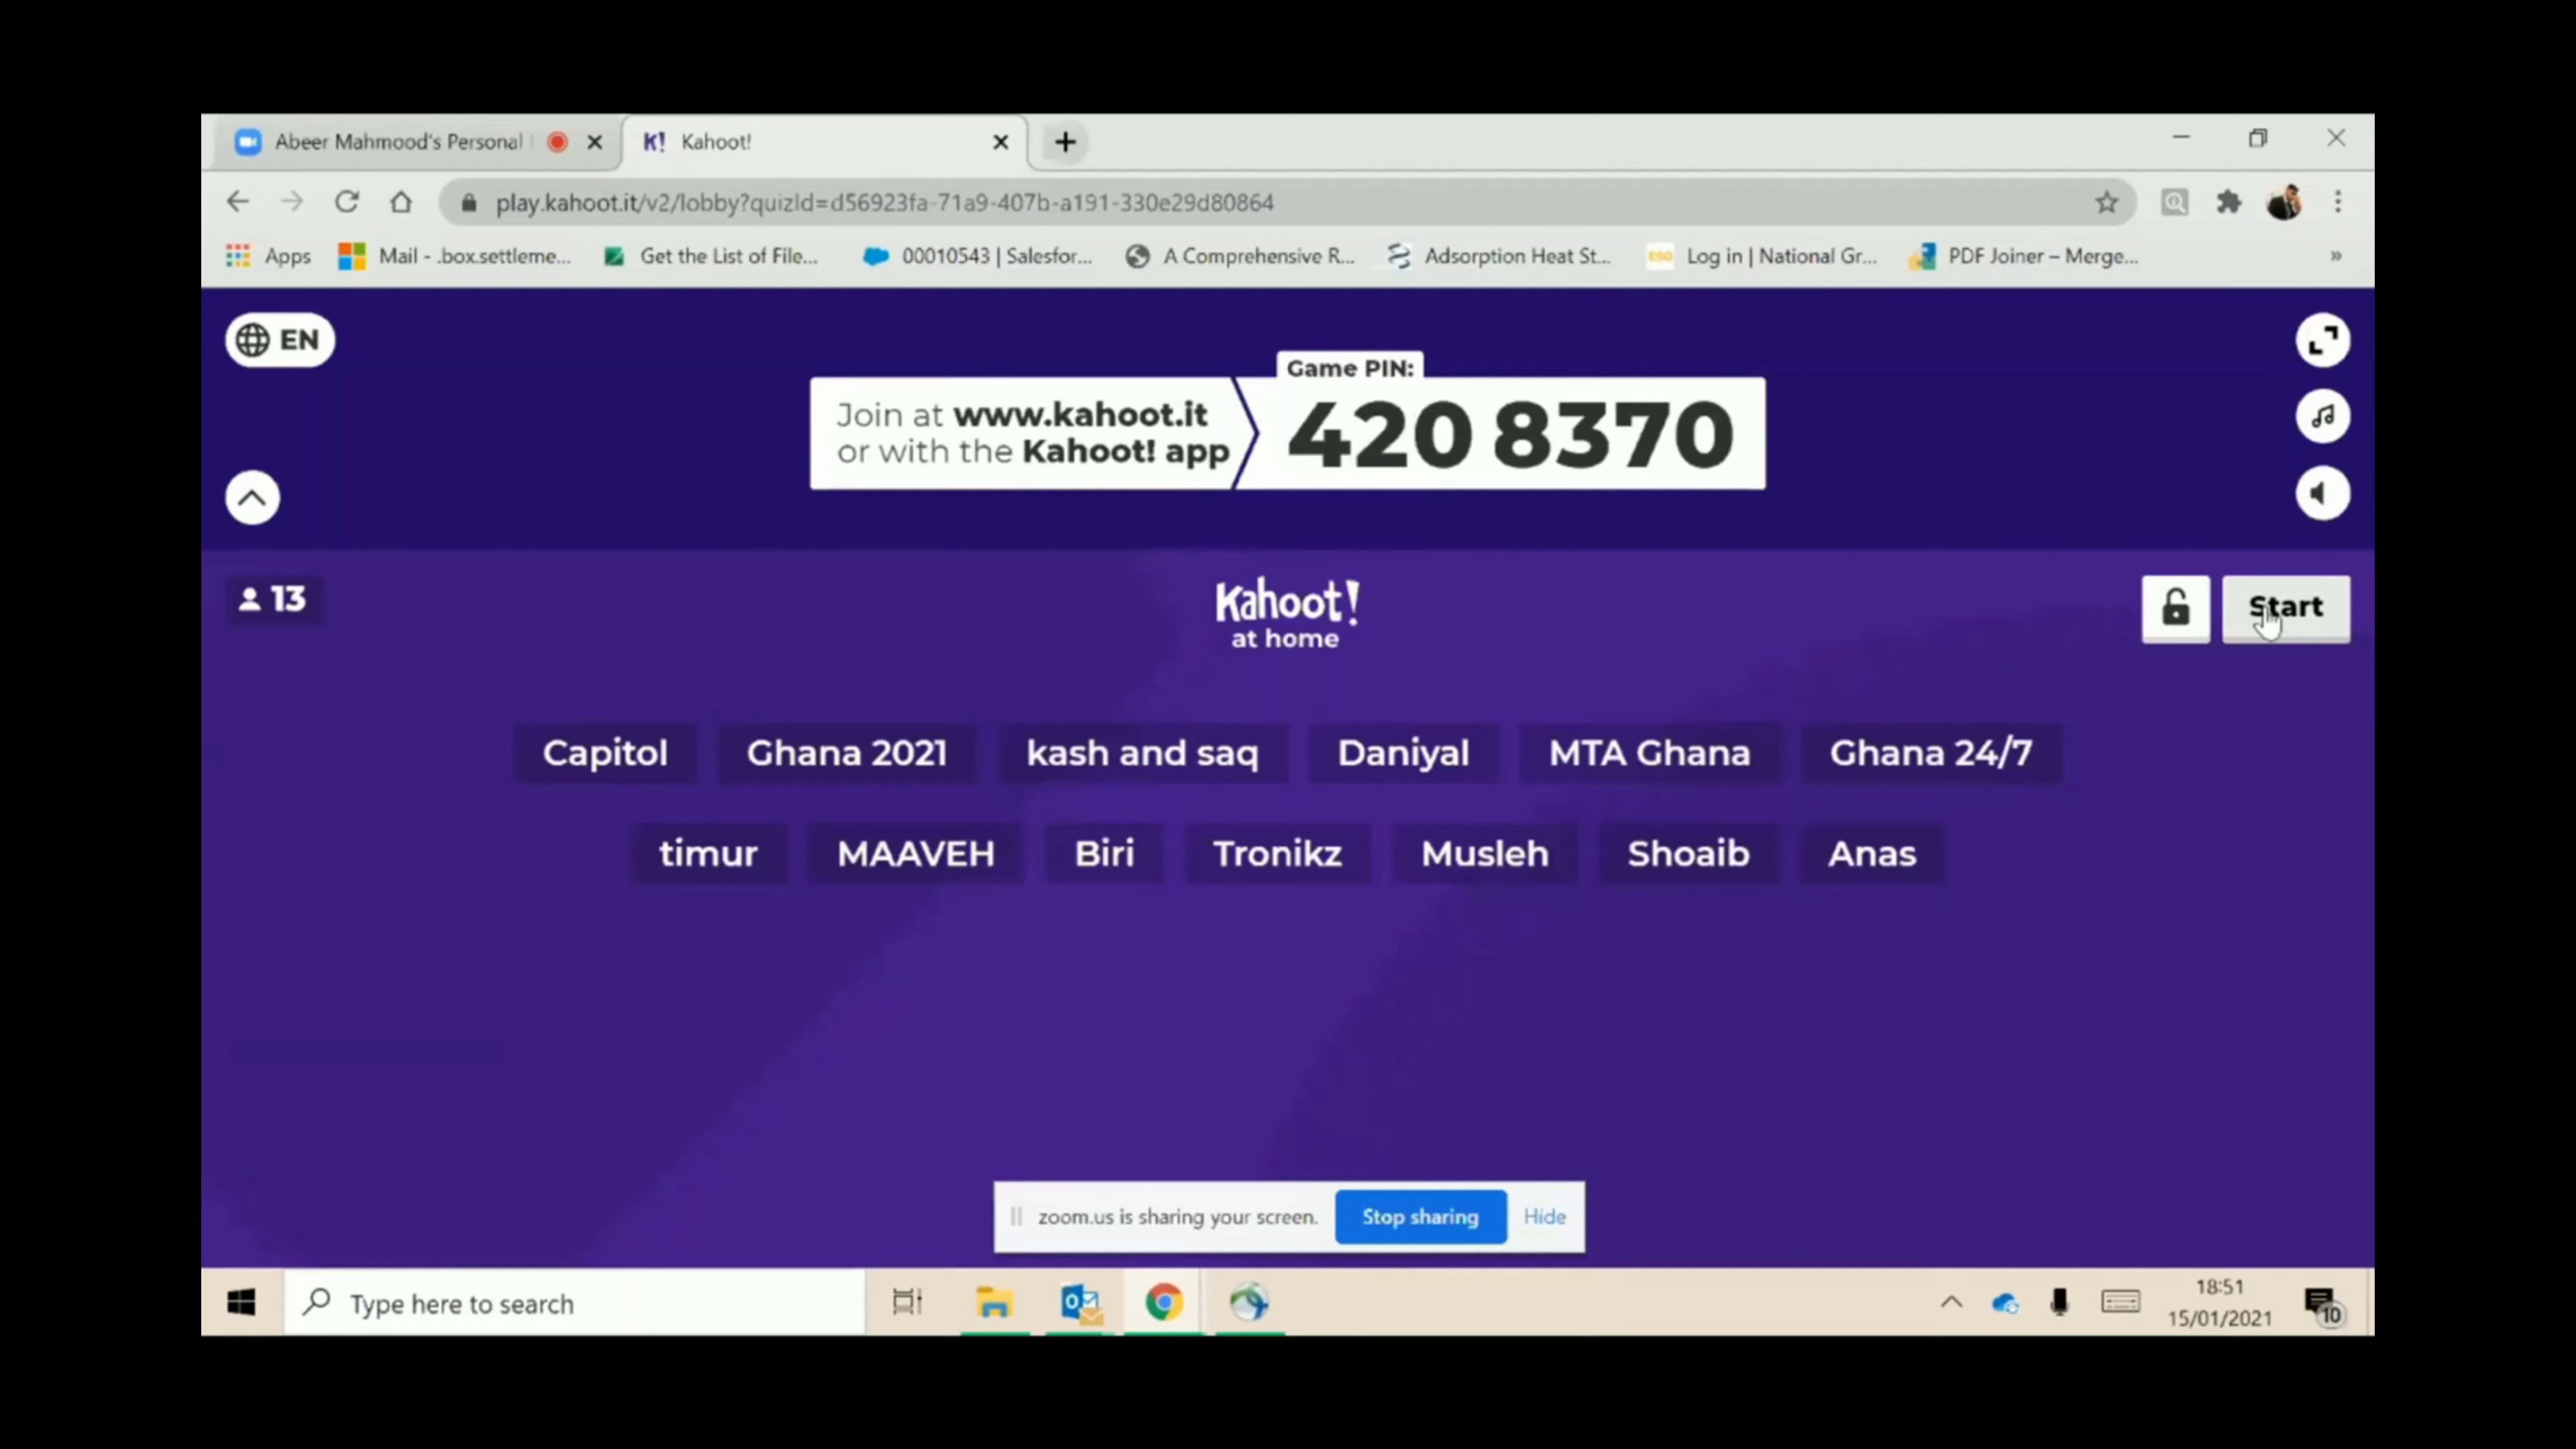 Abeer Mahmood's Personal
K! Kahoot!
play.kahoot.it/v2/lobby?quizId=d56923fa-71a9-407b-a191-330e29d80864
Apps Mail - .box.settleme... Get the List of File... 00010543 | Salesfor... A Comprehensive R... Adsorption Heat St... ESO Log in | National Gr... PDF Joiner – Merge... »
EN
Game PIN:
Join at www.kahoot.it
or with the Kahoot! app
420 8370
13
Kahoot!
at home
Start
Capitol Ghana 2021 kash and saq Daniyal MTA Ghana Ghana 24/7
timur MAAVEH Biri Tronikz Musleh Shoaib Anas
zoom.us is sharing your screen. Stop sharing Hide
Type here to search
18:51
15/01/2021
10